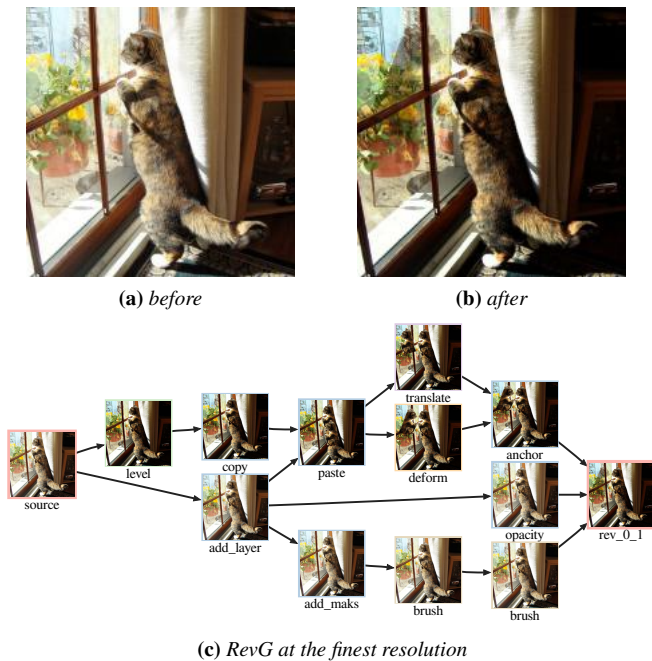 (a) before
(b) after
translate
level
copy
paste
deform
anchor
source
add_layer
opacity
rev_0_1
add_maks
brush
brush
(c) RevG at the finest resolution